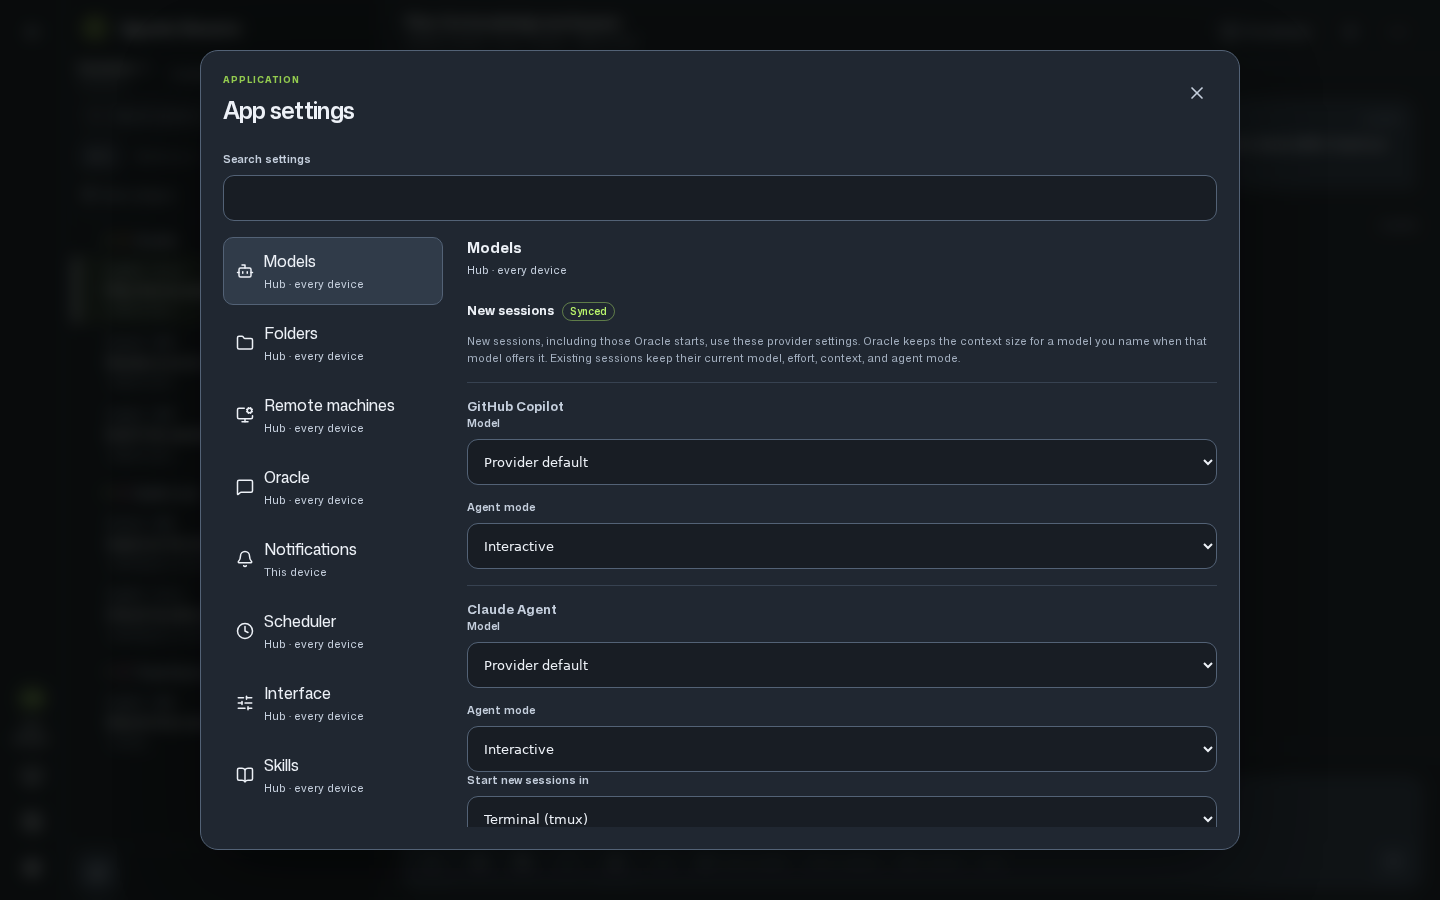 APPLICATION
App settings
Search settings
Models
Hub · every device
Folders
Hub · every device
Remote machines
Hub · every device
Oracle
Hub · every device
Notifications
This device
Scheduler
Hub · every device
Interface
Hub · every device
Skills
Hub · every device
Models
Hub · every device
New sessions Synced
New sessions, including those Oracle starts, use these provider settings. Oracle keeps the context size for a model you name when that
model offers it. Existing sessions keep their current model, effort, context, and agent mode.
GitHub Copilot
Model
Provider default
Agent mode
Interactive
Claude Agent
Model
Provider default
Agent mode
Interactive
Start new sessions in
Terminal (tmux)